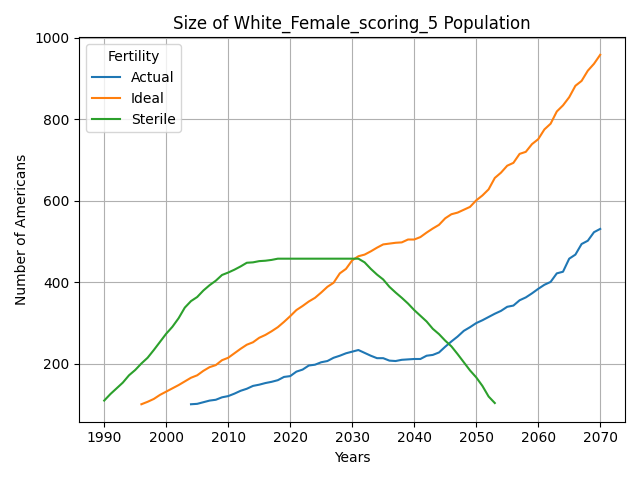 Size of White_Female_scoring_5 Population
Fertility
Actual
Ideal
Sterile
Number of Americans
1000
800
600
400
200
1990 2000 2010 2020 2030 2040 2050 2060 2070
Years